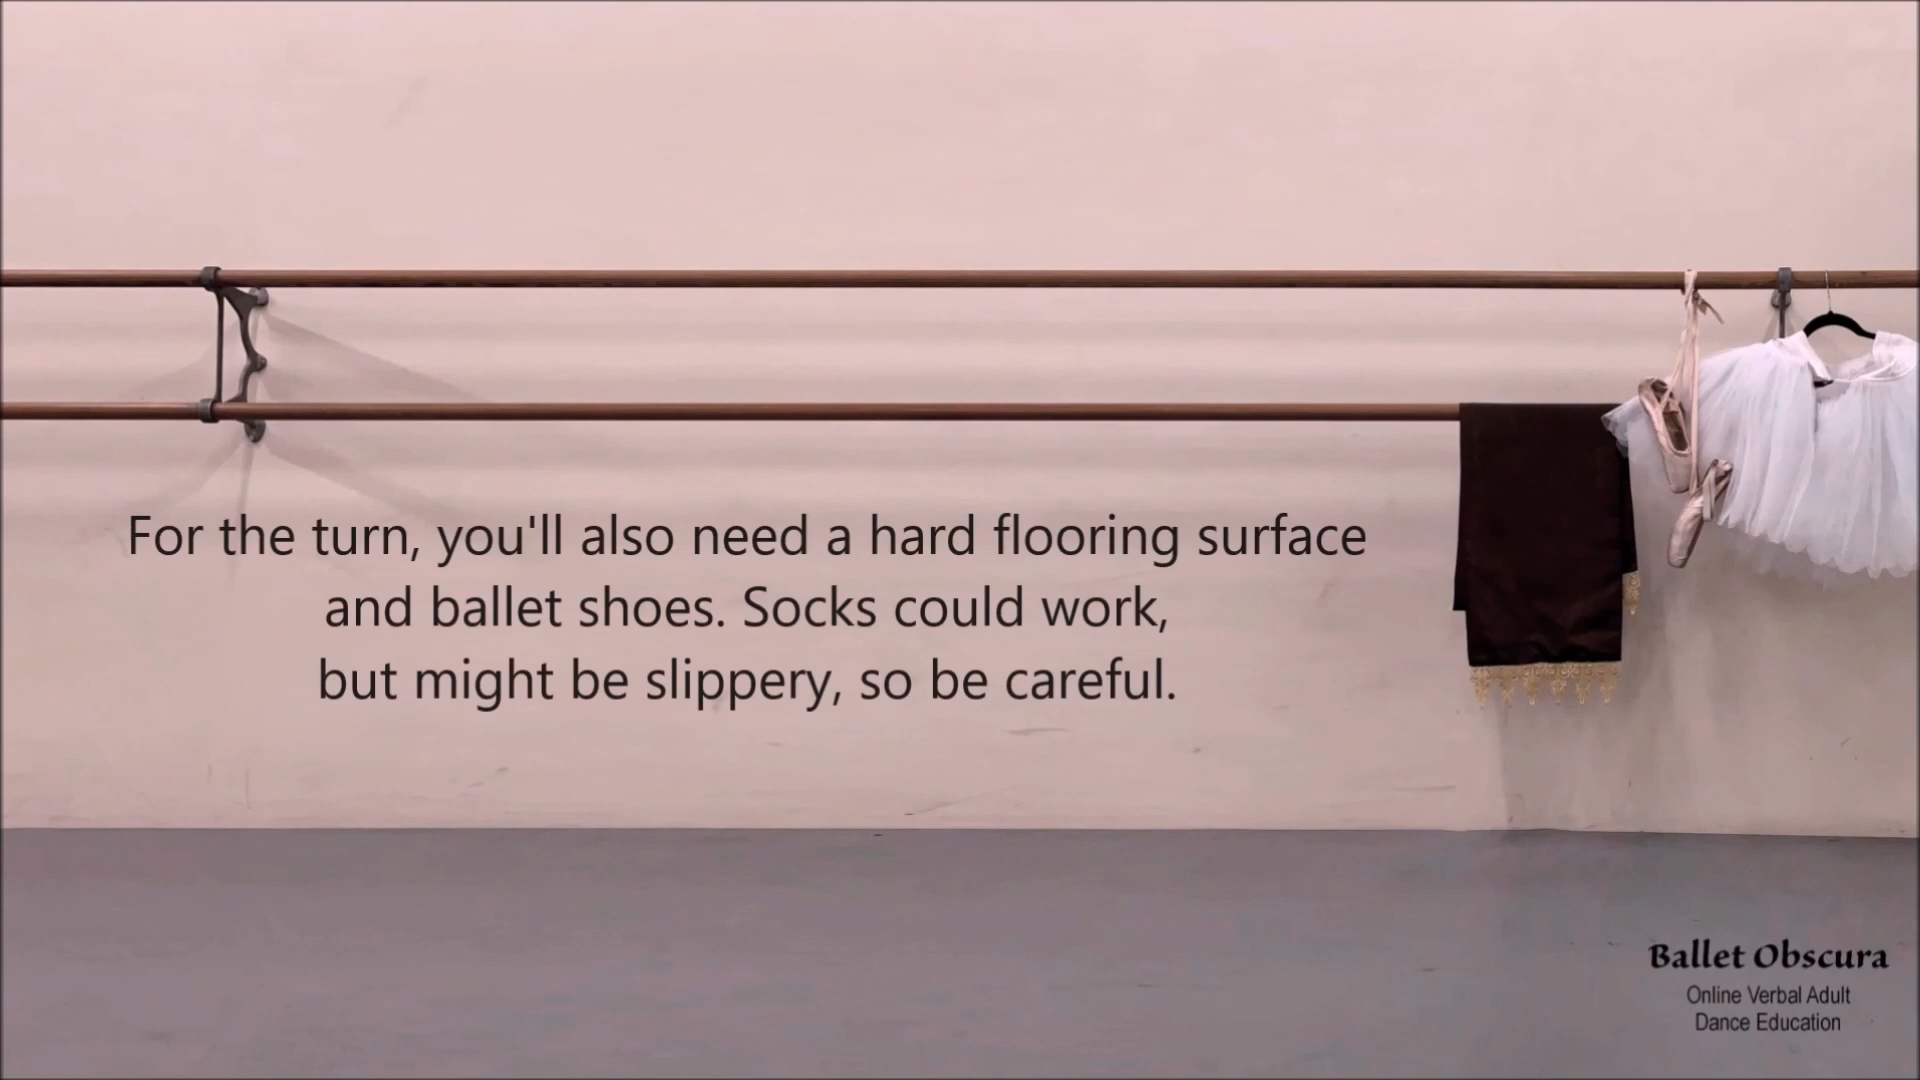 For the turn, you'll also need a hard flooring surface
and ballet shoes. Socks could work,
but might be slippery, so be careful.
Ballet Obscura
Online Verbal Adult
Dance Education